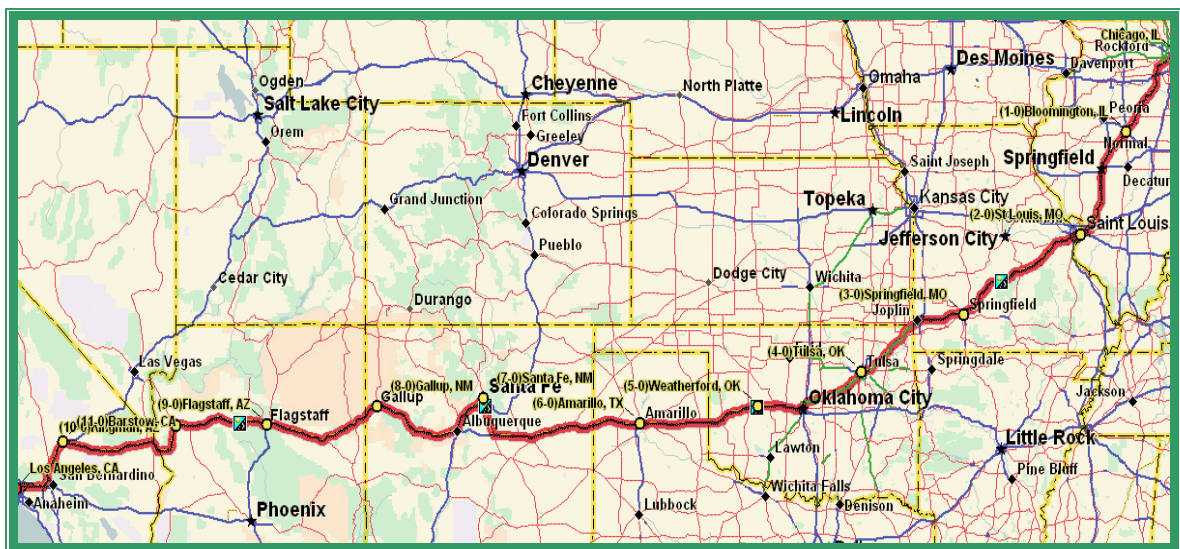 Chicago, IL
Rockford
Davenport
Des Moines
Ogden
Cheyenne
North Platte
Omaha
Salt Lake City
Lincoln
Peoria
(1-0)Bloomington, IL
Fort Collins
Orem
Greeley
Normal
Denver
Saint Joseph
Springfield
Decatur
Grand Junction
Topeka
Kansas City
Colorado Springs
(2-0)St Louis, MO
Saint Louis
Jefferson City
Pueblo
Cedar City
Dodge City
Wichita
Durango
(3-0)Springfield, MO
Springfield
Joplin
Las Vegas
(4-0)Tulsa, OK
Tulsa
Springdale
(7-0)Santa Fe, NM
(8-0)Gallup, NM
Santa Fe
(5-0)Weatherford, OK
Jackson
Gallup
(9-0)Flagstaff, AZ
(6-0)Amarillo, TX
Oklahoma City
Flagstaff
Amarillo
(11-0)Barstow, CA
Albuquerque
Little Rock
Lawton
Los Angeles, CA
San Bernardino
Pine Bluff
Wichita Falls
Anaheim
Phoenix
Lubbock
Denison